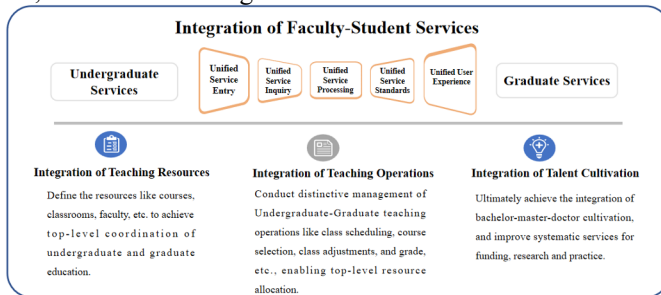 Integration of Faculty-Student Services
Undergraduate
Services
Unified
Service
Entry
Unified
Service
Inquiry
Unified
Service
Processing
Unified
Service
Standards
Unified User
Experience
Graduate Services
Integration of Teaching Resources
Define the resources like courses,
classrooms, faculty, etc. to achieve
top-level coordination of
undergraduate and graduate
education.
Integration of Teaching Operations
Conduct distinctive management of
Undergraduate-Graduate teaching
operations like class scheduling, course
selection, class adjustments, and grade,
etc., enabling top-level resource
allocation.
Integration of Talent Cultivation
Ultimately achieve the integration of
bachelor-master-doctor cultivation,
and improve systematic services for
funding, research and practice.